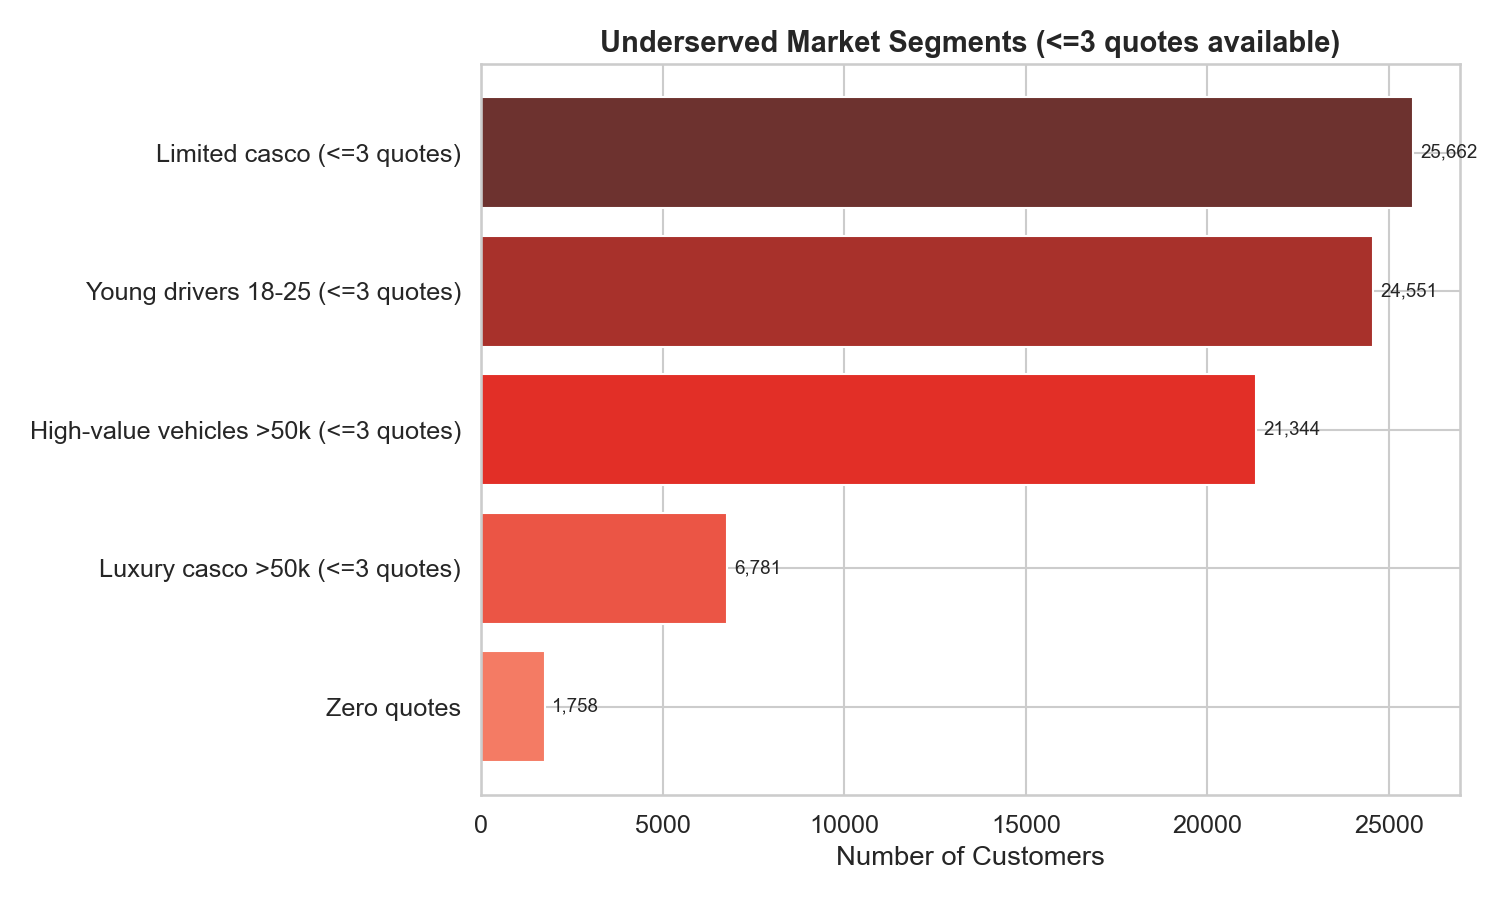 Underserved Market Segments (<=3 quotes available)
Limited casco (<=3 quotes)
25,662
Young drivers 18-25 (<=3 quotes)
24,551
High-value vehicles >50k (<=3 quotes)
21,344
Luxury casco >50k (<=3 quotes)
6,781
Zero quotes
1,758
0 5000 10000 15000 20000 25000
Number of Customers